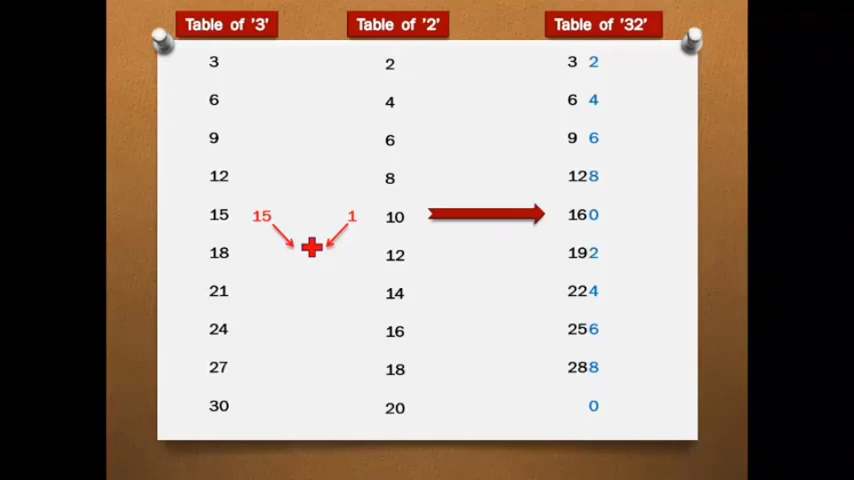 Table of '3' Table of '2' Table of '32'
3 2 3 2
6 4 6 4
9 6 9 6
12 8 128
15 15 1 10 160
18 12 192
21 14 224
24 16 256
27 18 288
30 20 0